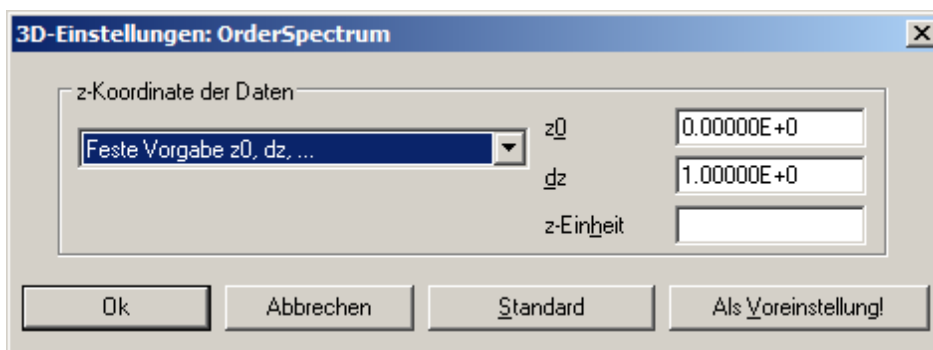 3D-Einstellungen: OrderSpectrum
z-Koordinate der Daten
Feste Vorgabe z0, dz, ...
z0 0.00000E+0
dz 1.00000E+0
z-Einheit
Ok Abbrechen Standard Als Voreinstellung!